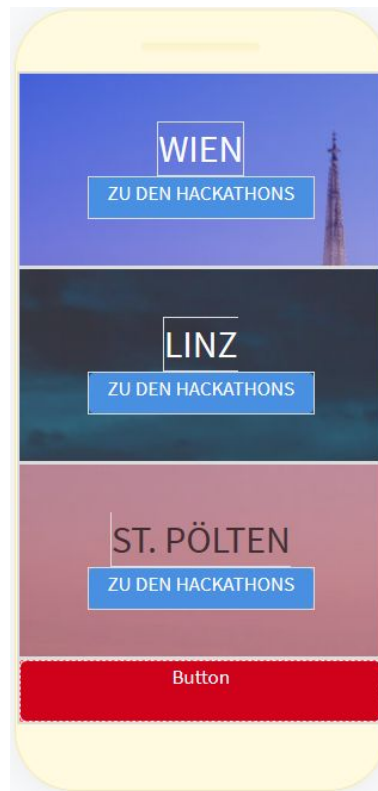 WIEN
ZU DEN HACKATHONS
LINZ
ZU DEN HACKATHONS
ST. PÖLTEN
ZU DEN HACKATHONS
Button